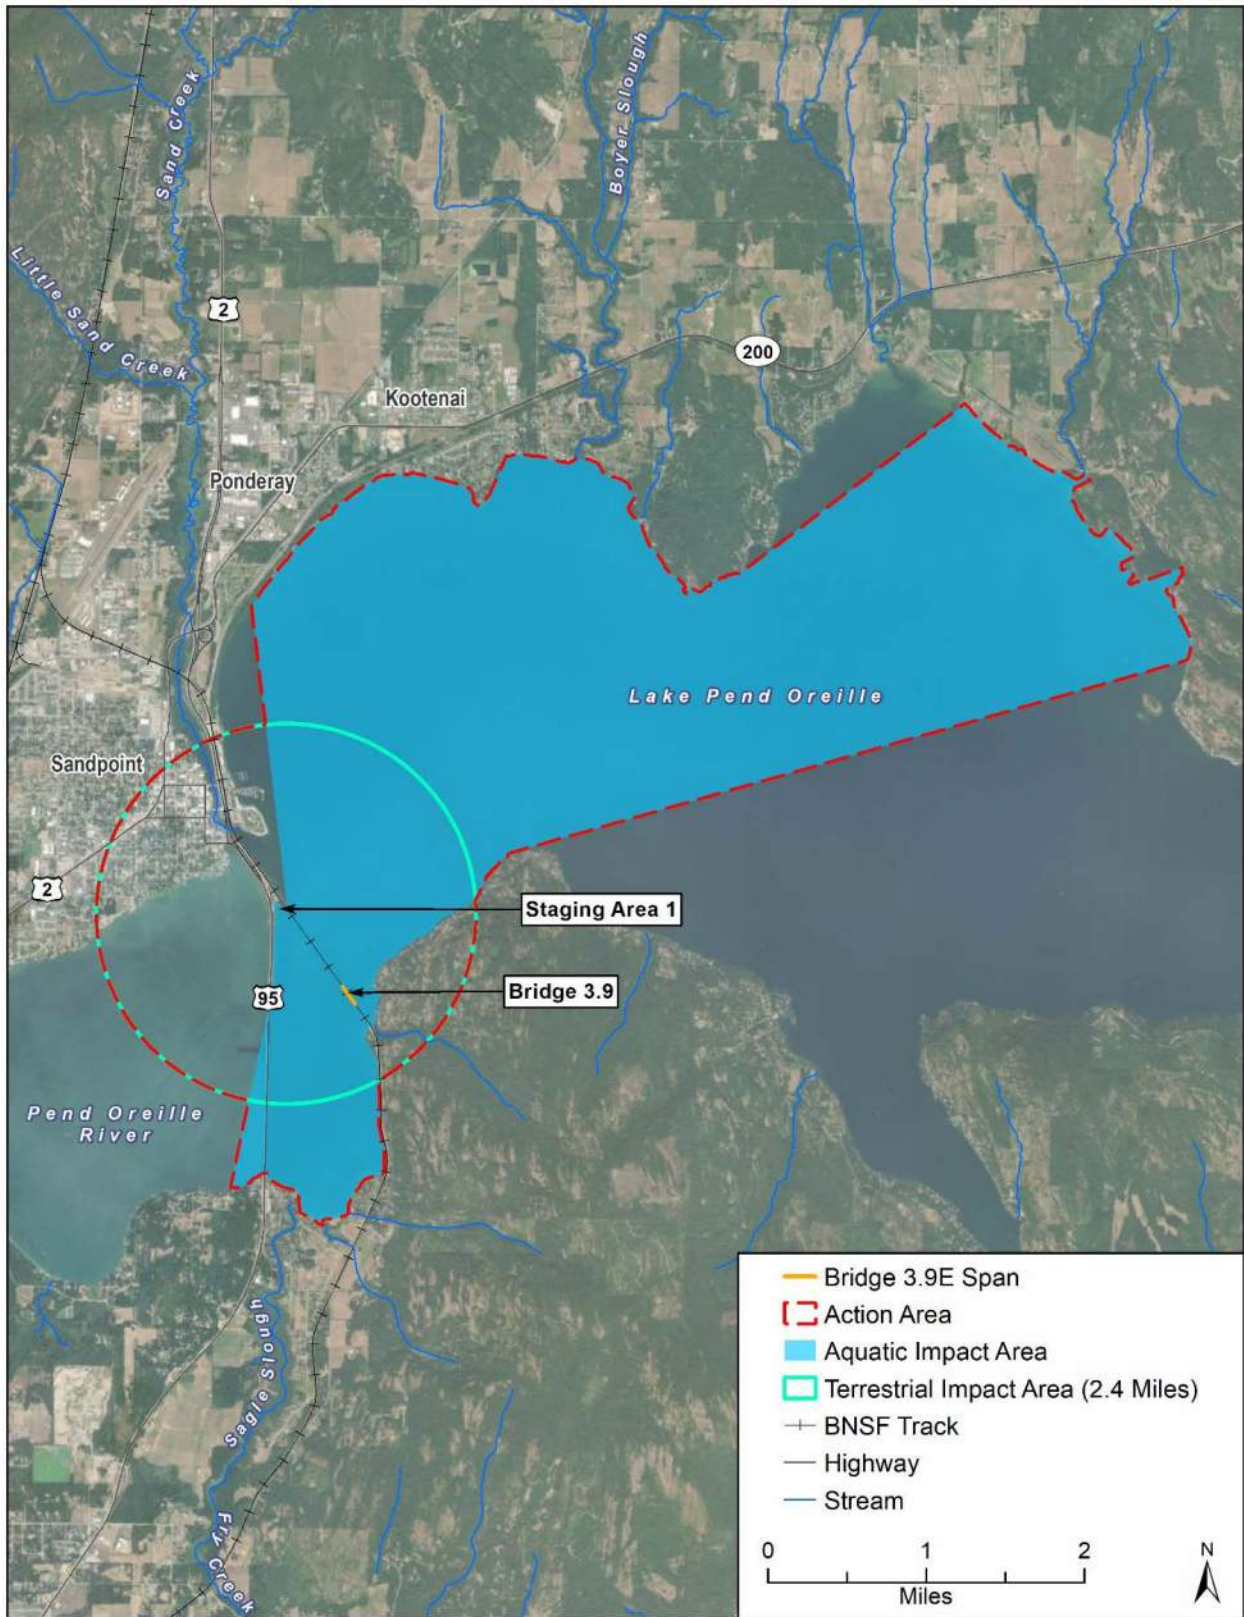 Sand Creek
Boyer Slough
Sand Creek
Little Sand Creek
2
200
Kootenai
Ponderay
Lake Pend Oreille
Sandpoint
2
Staging Area 1
Bridge 3.9
95
Pend Oreille
River
Sagle Slough
Fry Creek
Bridge 3.9E Span
Action Area
Aquatic Impact Area
Terrestrial Impact Area (2.4 Miles)
BNSF Track
Highway
Stream
0 1 2
Miles
N